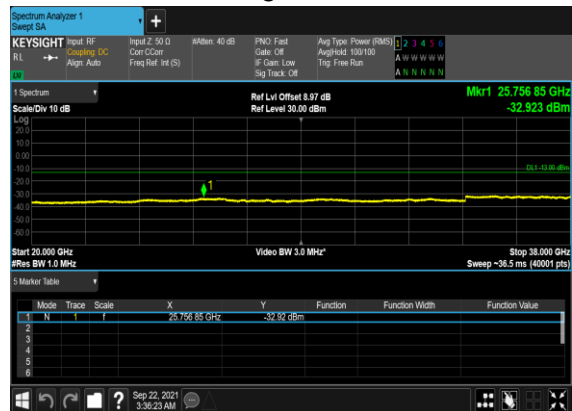 Spectrum Analyzer 1
Swept SA
KEYSIGHT Input: RF Input Z: 50 Ω #Atten: 40 dB PNO: Fast Avg Type: Power (RMS) 1 2 3 4 5 6
RL Coupling: DC Corr CCorr Gate: Off Avg|Hold: 100/100 A W W W W W
Align: Auto Freq Ref: Int (S) IF Gain: Low Trig: Free Run
Sig Track: Off A N N N N N
1 Spectrum Ref Lvl Offset 8.97 dB Mkr1 25.756 85 GHz
Scale/Div 10 dB Ref Level 30.00 dBm -32.923 dBm
Log
20.0
10.0
0.00
-10.0
DL1 -13.00 dBm
-20.0
1
-30.0
-40.0
-50.0
-60.0
Start 20.000 GHz Video BW 3.0 MHz* Stop 38.000 GHz
#Res BW 1.0 MHz Sweep ~36.5 ms (40001 pts)
5 Marker Table
Mode Trace Scale X Y Function Function Width Function Value
1 N 1 f 25.756 85 GHz -32.92 dBm
2
3
4
5
6
? Sep 22, 2021
3:36:23 AM